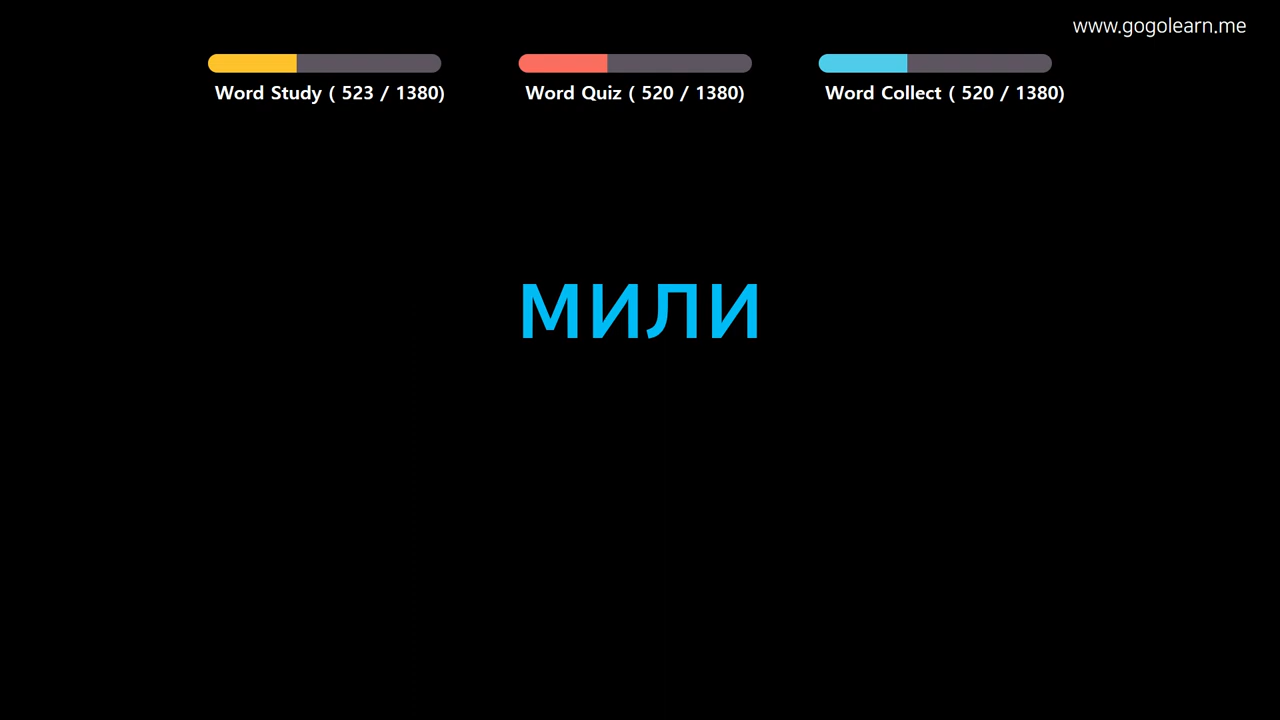 www.gogolearn.me
Word Study ( 523 / 1380)
Word Quiz ( 520 / 1380)
Word Collect ( 520 / 1380)
мили